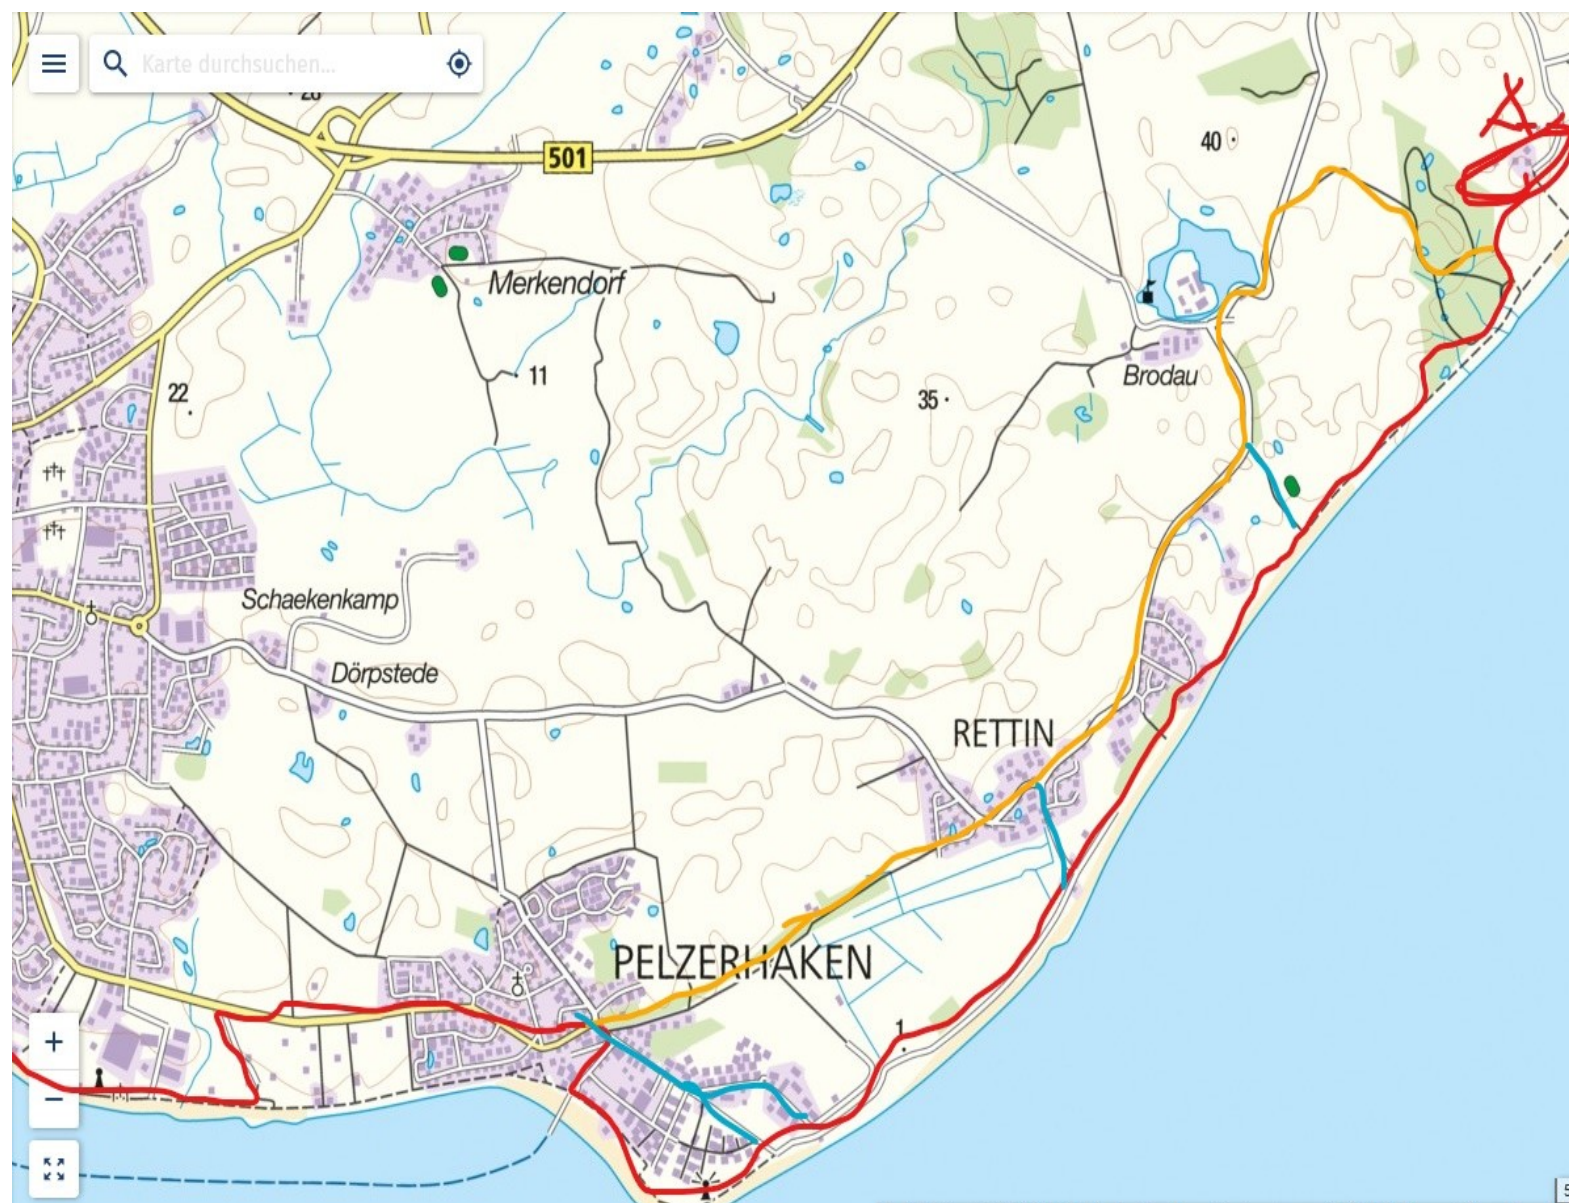 Karte durchsuchen...
501
40
Merkendorf
11
22
35
Brodau
Schaekenkamp
Dörpstede
RETTIN
PELZERHAKEN
1
+
−